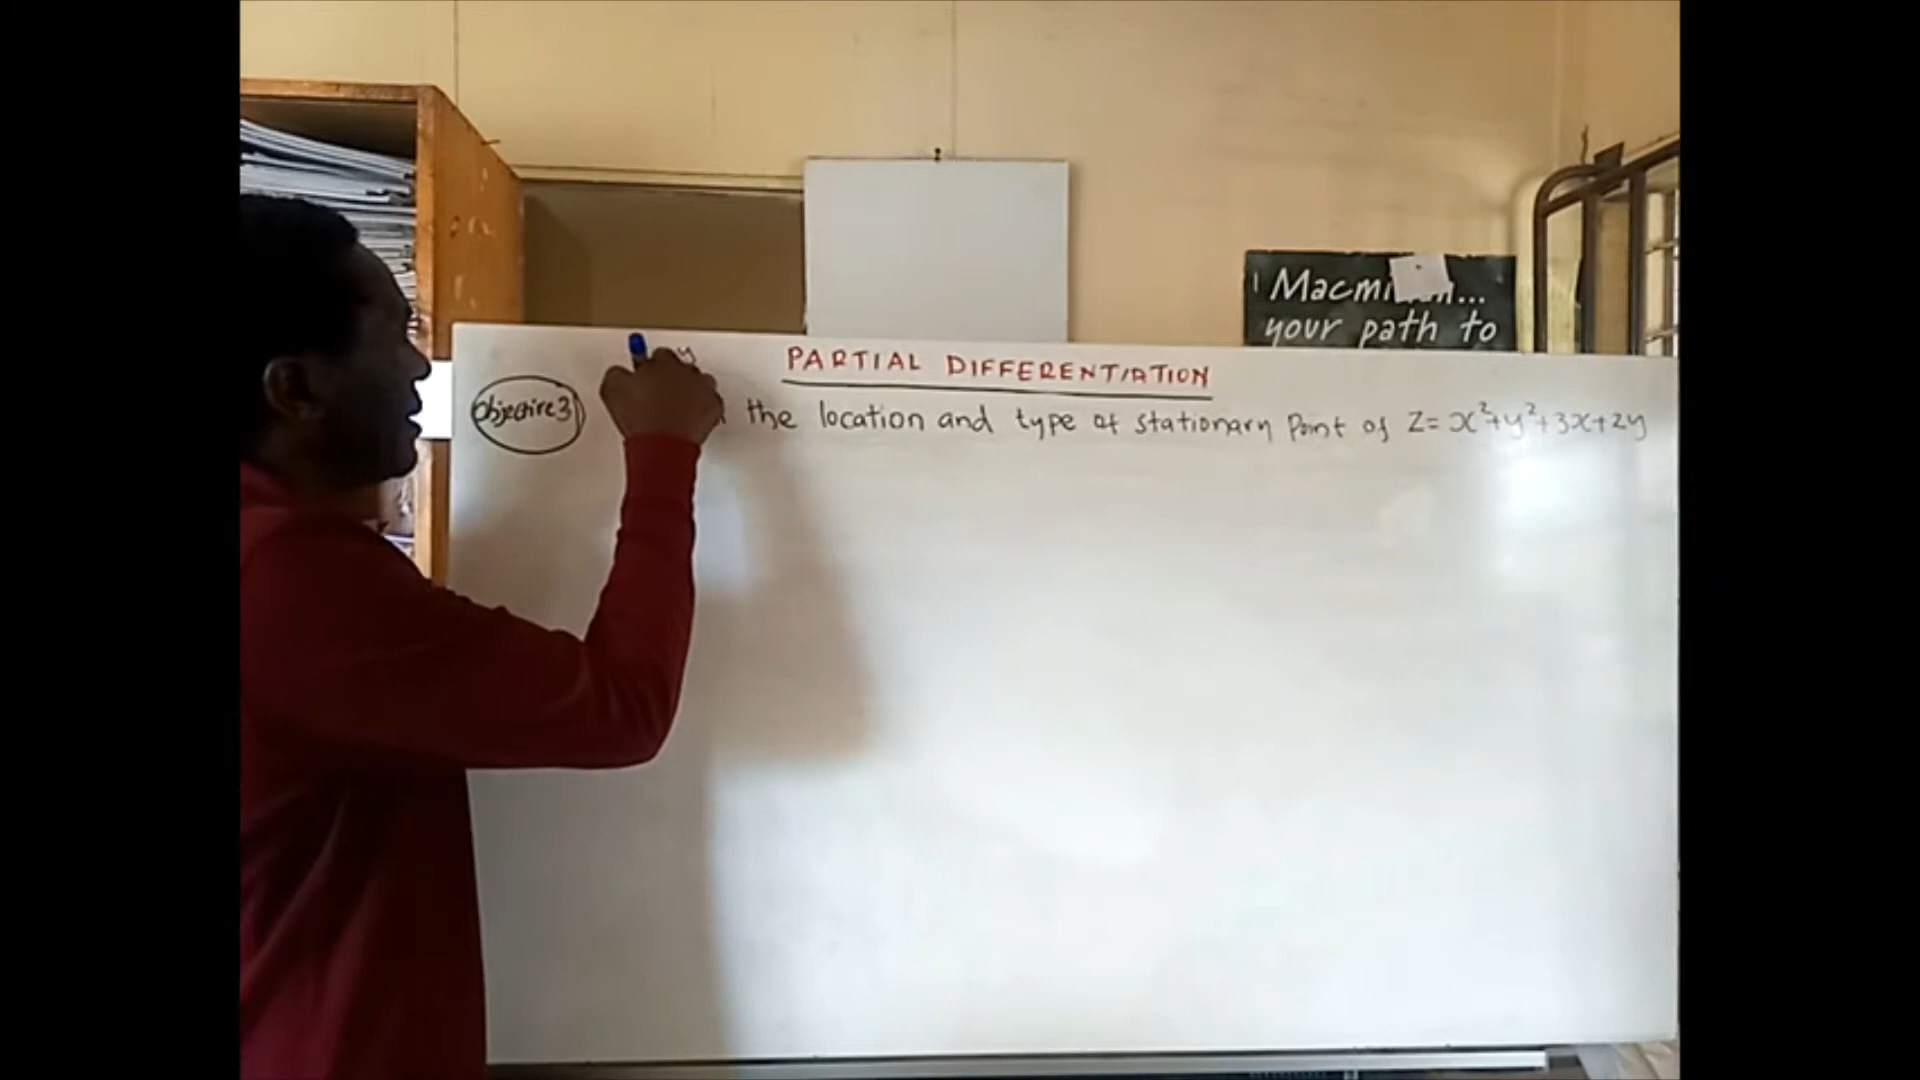 Macmi...
your path to
y
PARTIAL DIFFERENTIATION
Objective 3
the location and type of stationary Point of Z= x²+y²+3x+2y